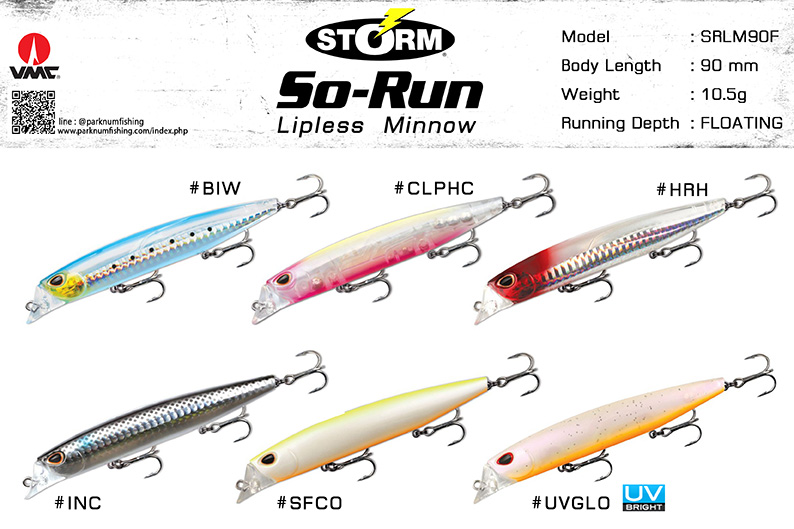 VMC
line : @parknumfishing
www.parknumfishing.com/index.php
STORM
So-Run
Lipless Minnow
Model : SRLM90F
Body Length : 90 mm
Weight : 10.5g
Running Depth : FLOATING
#BIW
#CLPHC
#HRH
#INC
#SFCO
#UVGLO
UV
BRIGHT